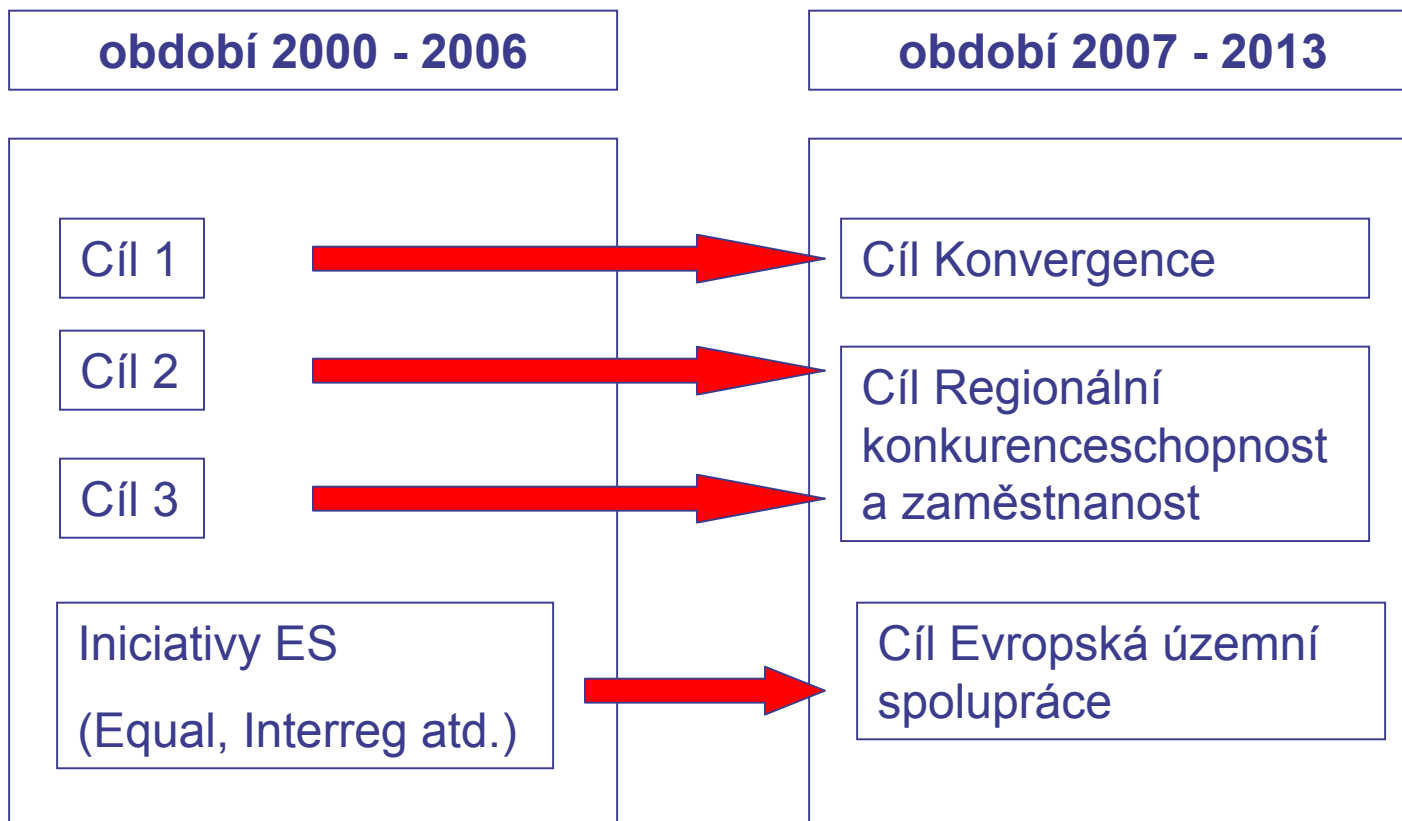 období 2000 - 2006
období 2007 - 2013
Cíl 1
Cíl Konvergence
Cíl 2
Cíl 3
Cíl Regionální
konkurenceschopnost
a zaměstnanost
Iniciativy ES
(Equal, Interreg atd.)
Cíl Evropská územní
spolupráce